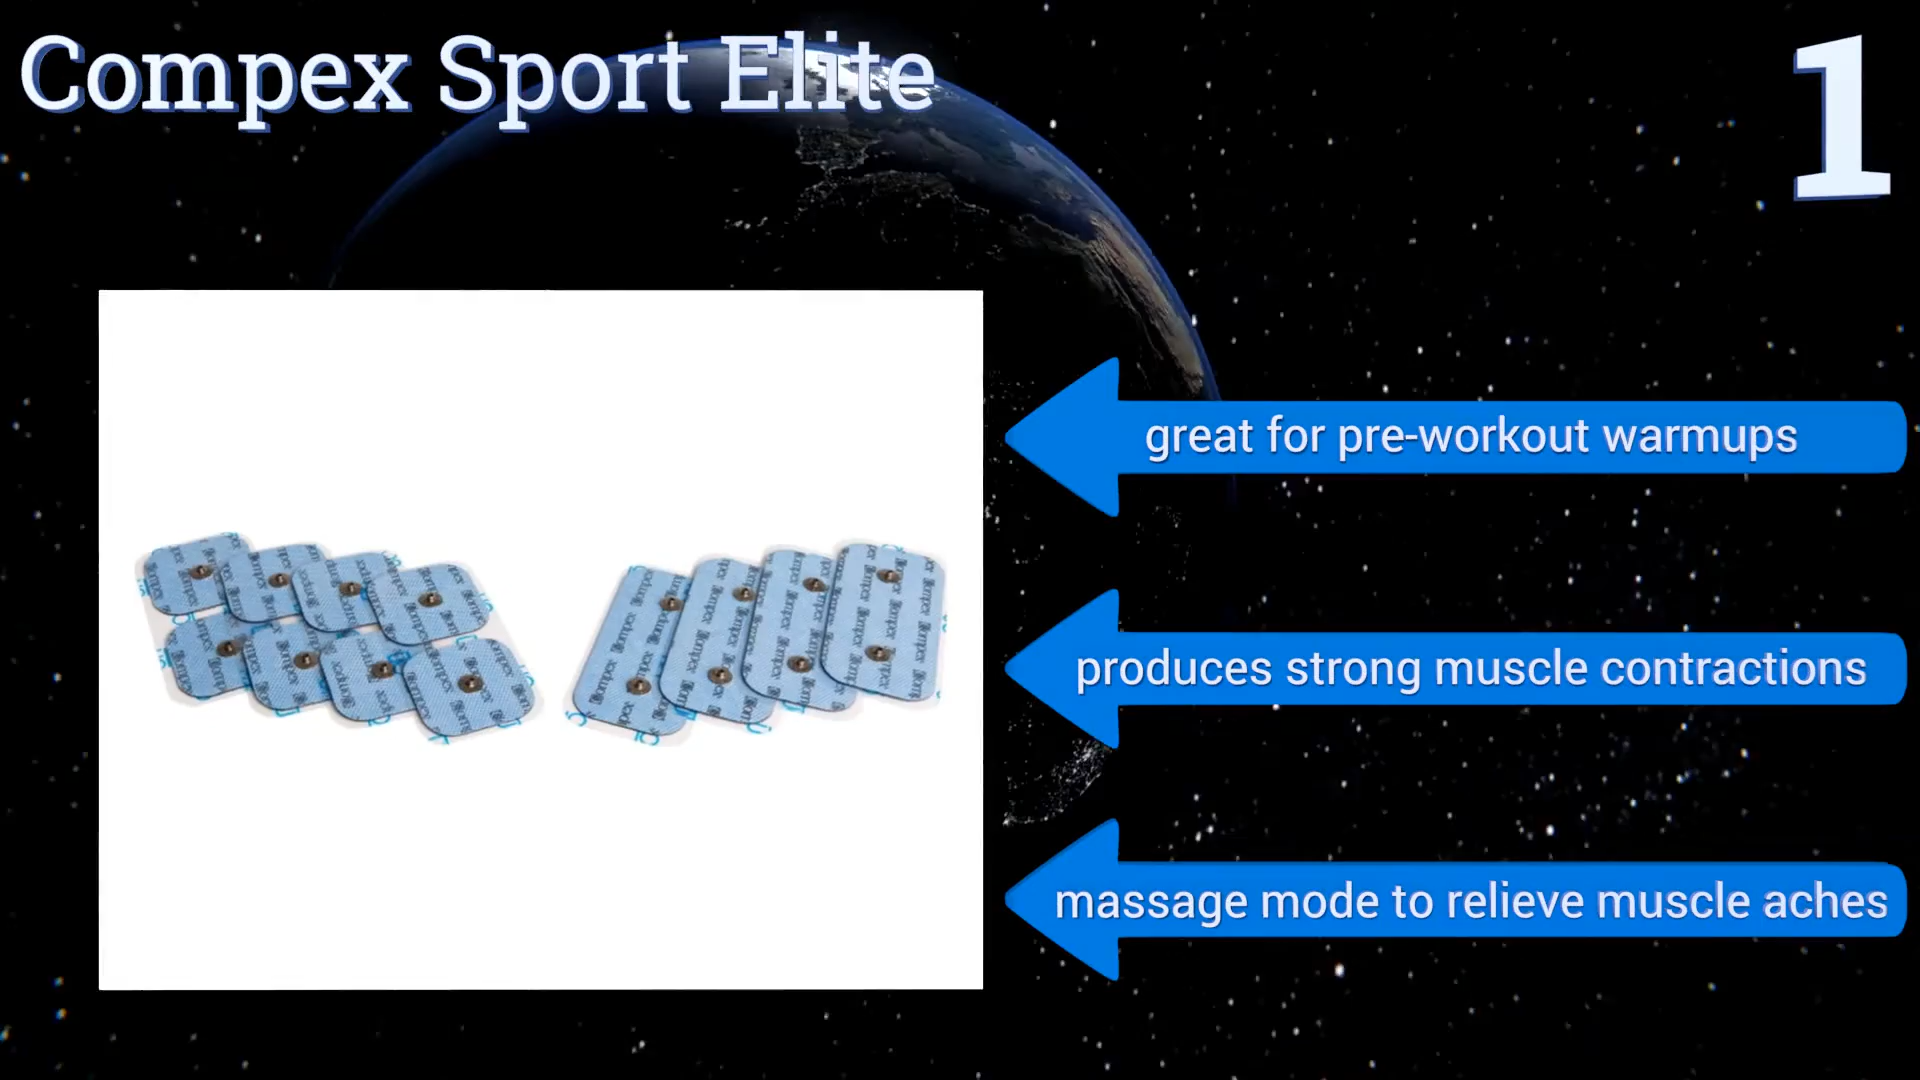 Compex Sport Elite
1
great for pre-workout warmups
produces strong muscle contractions
massage mode to relieve muscle aches